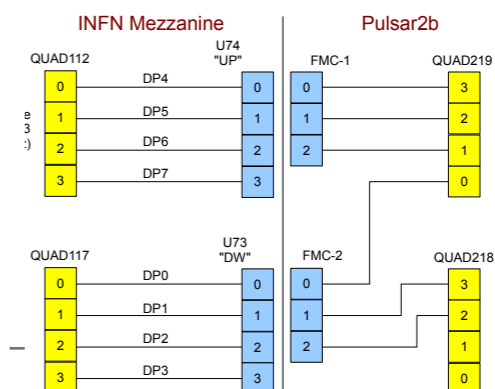 INFN Mezzanine
Pulsar2b
U74
"UP"
QUAD112
FMC-1
QUAD219
DP4
0
0
0
3
e
3
:)
DP5
1
1
1
2
DP6
2
2
2
1
DP7
3
3
0
U73
"DW"
QUAD117
FMC-2
QUAD218
DP0
0
0
0
3
DP1
1
1
1
2
DP2
2
2
2
1
DP3
3
3
0